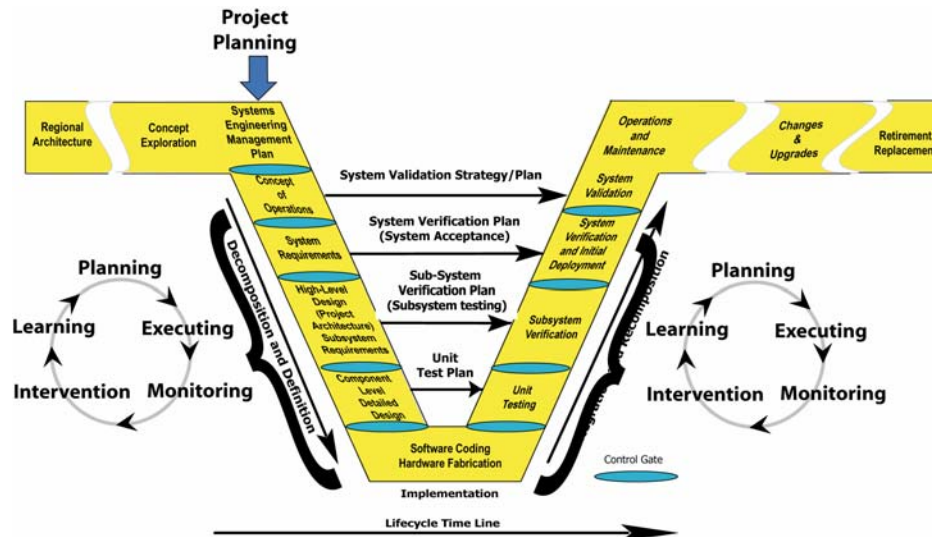 Project
Planning
Regional
Architecture
Concept
Exploration
Systems
Engineering
Management
Plan
Concept
of
Operations
System
Requirements
High-Level
Design
(Project
Architecture)
Subsystem
Requirements
Component
Level
Detailed
Design
Software Coding
Hardware Fabrication
Implementation
Unit
Testing
Subsystem
Verification
System
Verification
and Initial
Deployment
System
Validation
Operations
and
Maintenance
Changes
&
Upgrades
Retirement
Replacement
System Validation Strategy/Plan
System Verification Plan
(System Acceptance)
Sub-System
Verification Plan
(Subsystem testing)
Unit
Test Plan
Decomposition and Definition
Recomposition
Planning
Learning
Executing
Intervention
Monitoring
Planning
Learning
Executing
Intervention
Monitoring
Control Gate
Lifecycle Time Line